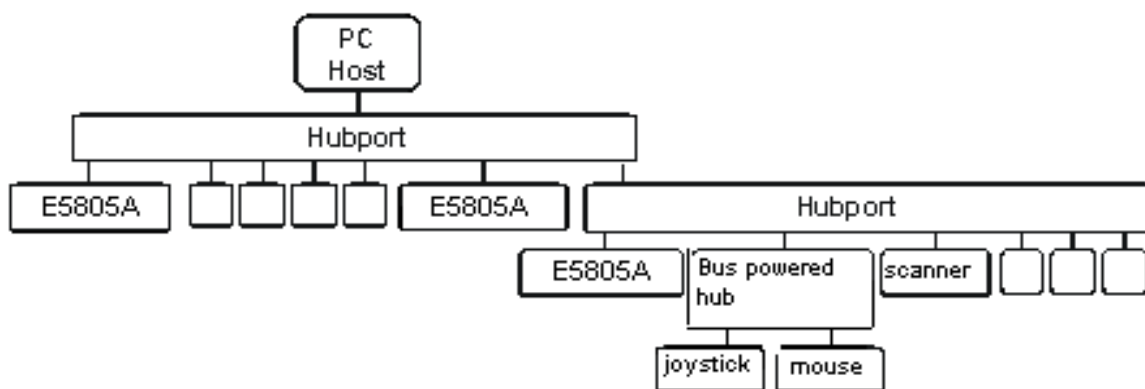 PC
Host
Hubport
E5805A
E5805A
Hubport
E5805A
Bus powered
hub
scanner
joystick
mouse